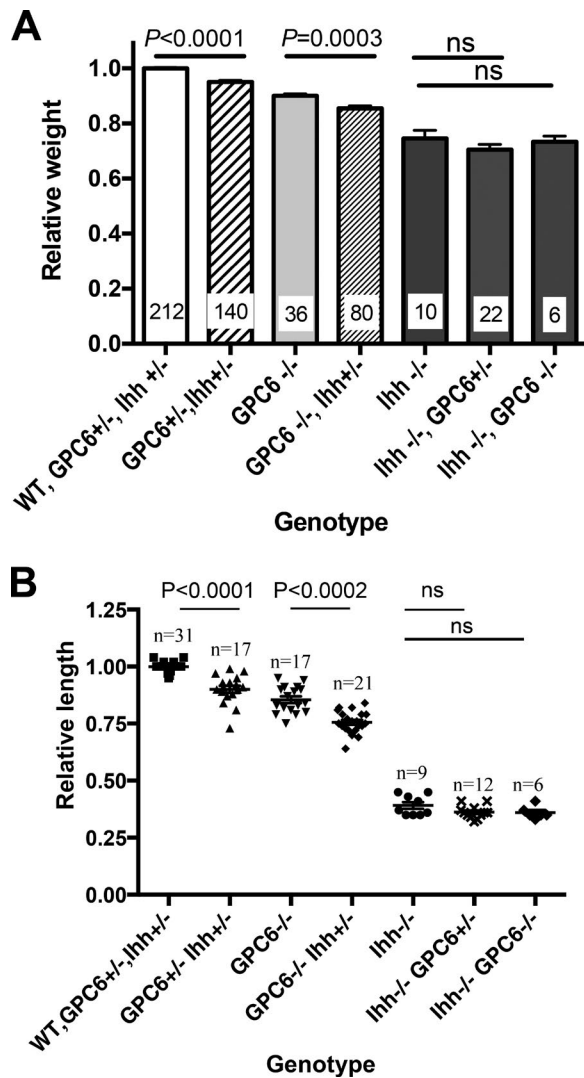 A
P<0.0001
P=0.0003
ns
ns
Relative weight
1.0
0.8
0.6
0.4
0.2
0.0
212
140
36
80
10
22
6
WT, GPC6+/-, Ihh +/-
GPC6+/-,Ihh+/-
GPC6 -/-
GPC6 -/-, Ihh+/-
Ihh -/-
Ihh -/-, GPC6+/-
Ihh -/-, GPC6 -/-
Genotype
B
P<0.0001
P<0.0002
ns
ns
Relative length
1.25
1.00
0.75
0.50
0.25
0.00
n=31
n=17
n=17
n=21
n=9
n=12
n=6
WT,GPC6+/-,Ihh+/-
GPC6+/- Ihh+/-
GPC6-/-
GPC6-/- Ihh+/-
Ihh-/-
Ihh-/- GPC6+/-
Ihh-/- GPC6-/-
Genotype